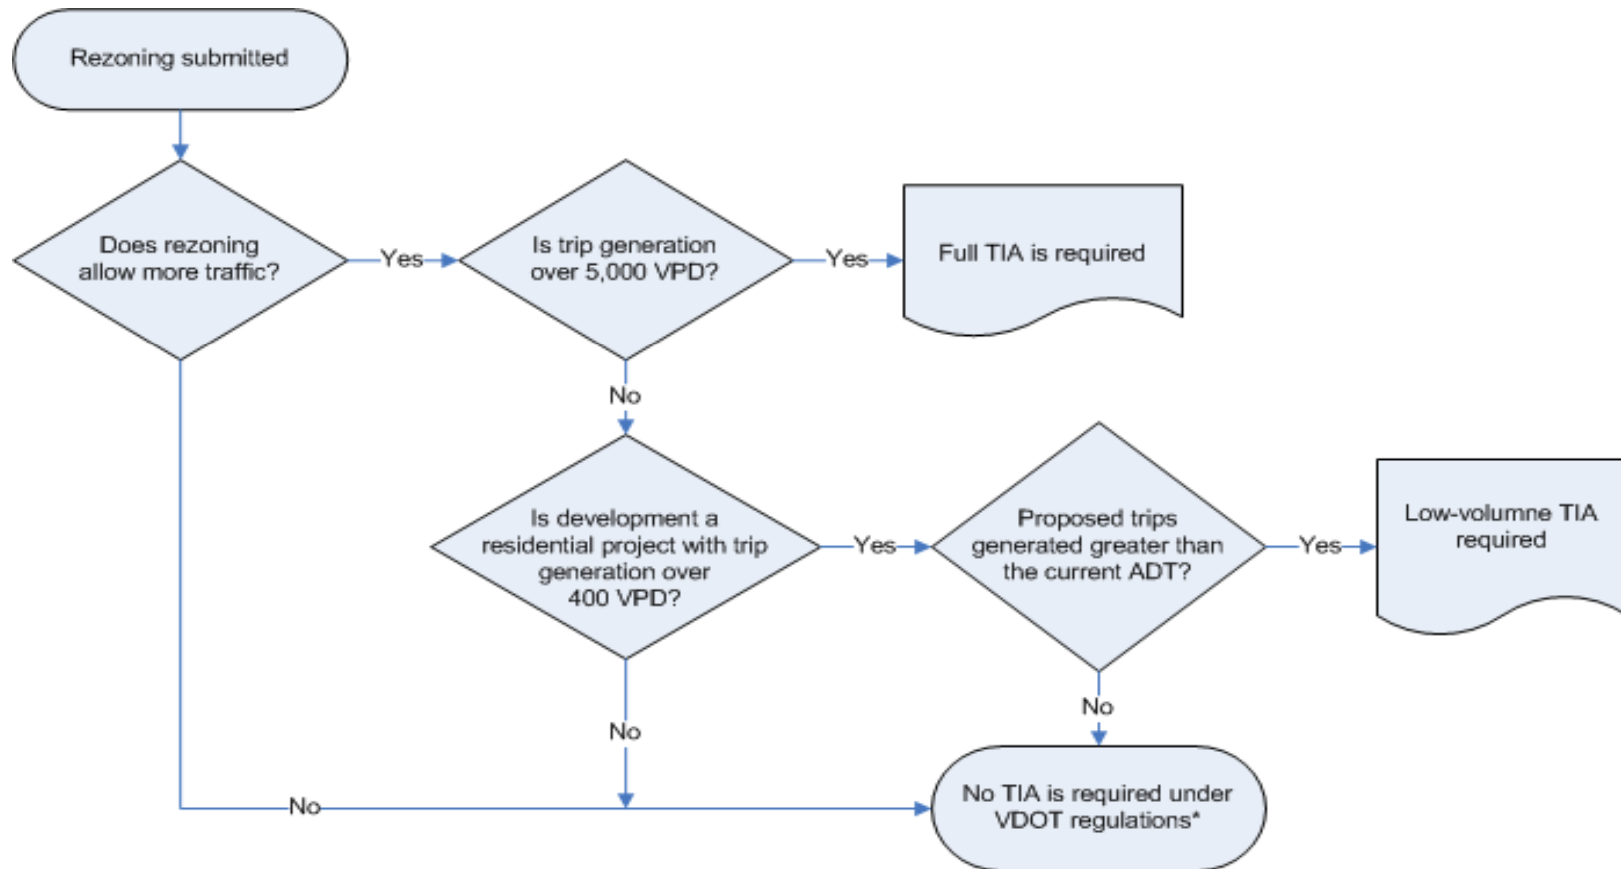 Rezoning submitted
Does rezoning
allow more traffic?
Yes
Is trip generation
over 5,000 VPD?
Yes
Full TIA is required
No
Is development a
residential project with trip
generation over
400 VPD?
Yes
Proposed trips
generated greater than
the current ADT?
Yes
Low-volumne TIA
required
No
No
No
No TIA is required under
VDOT regulations*